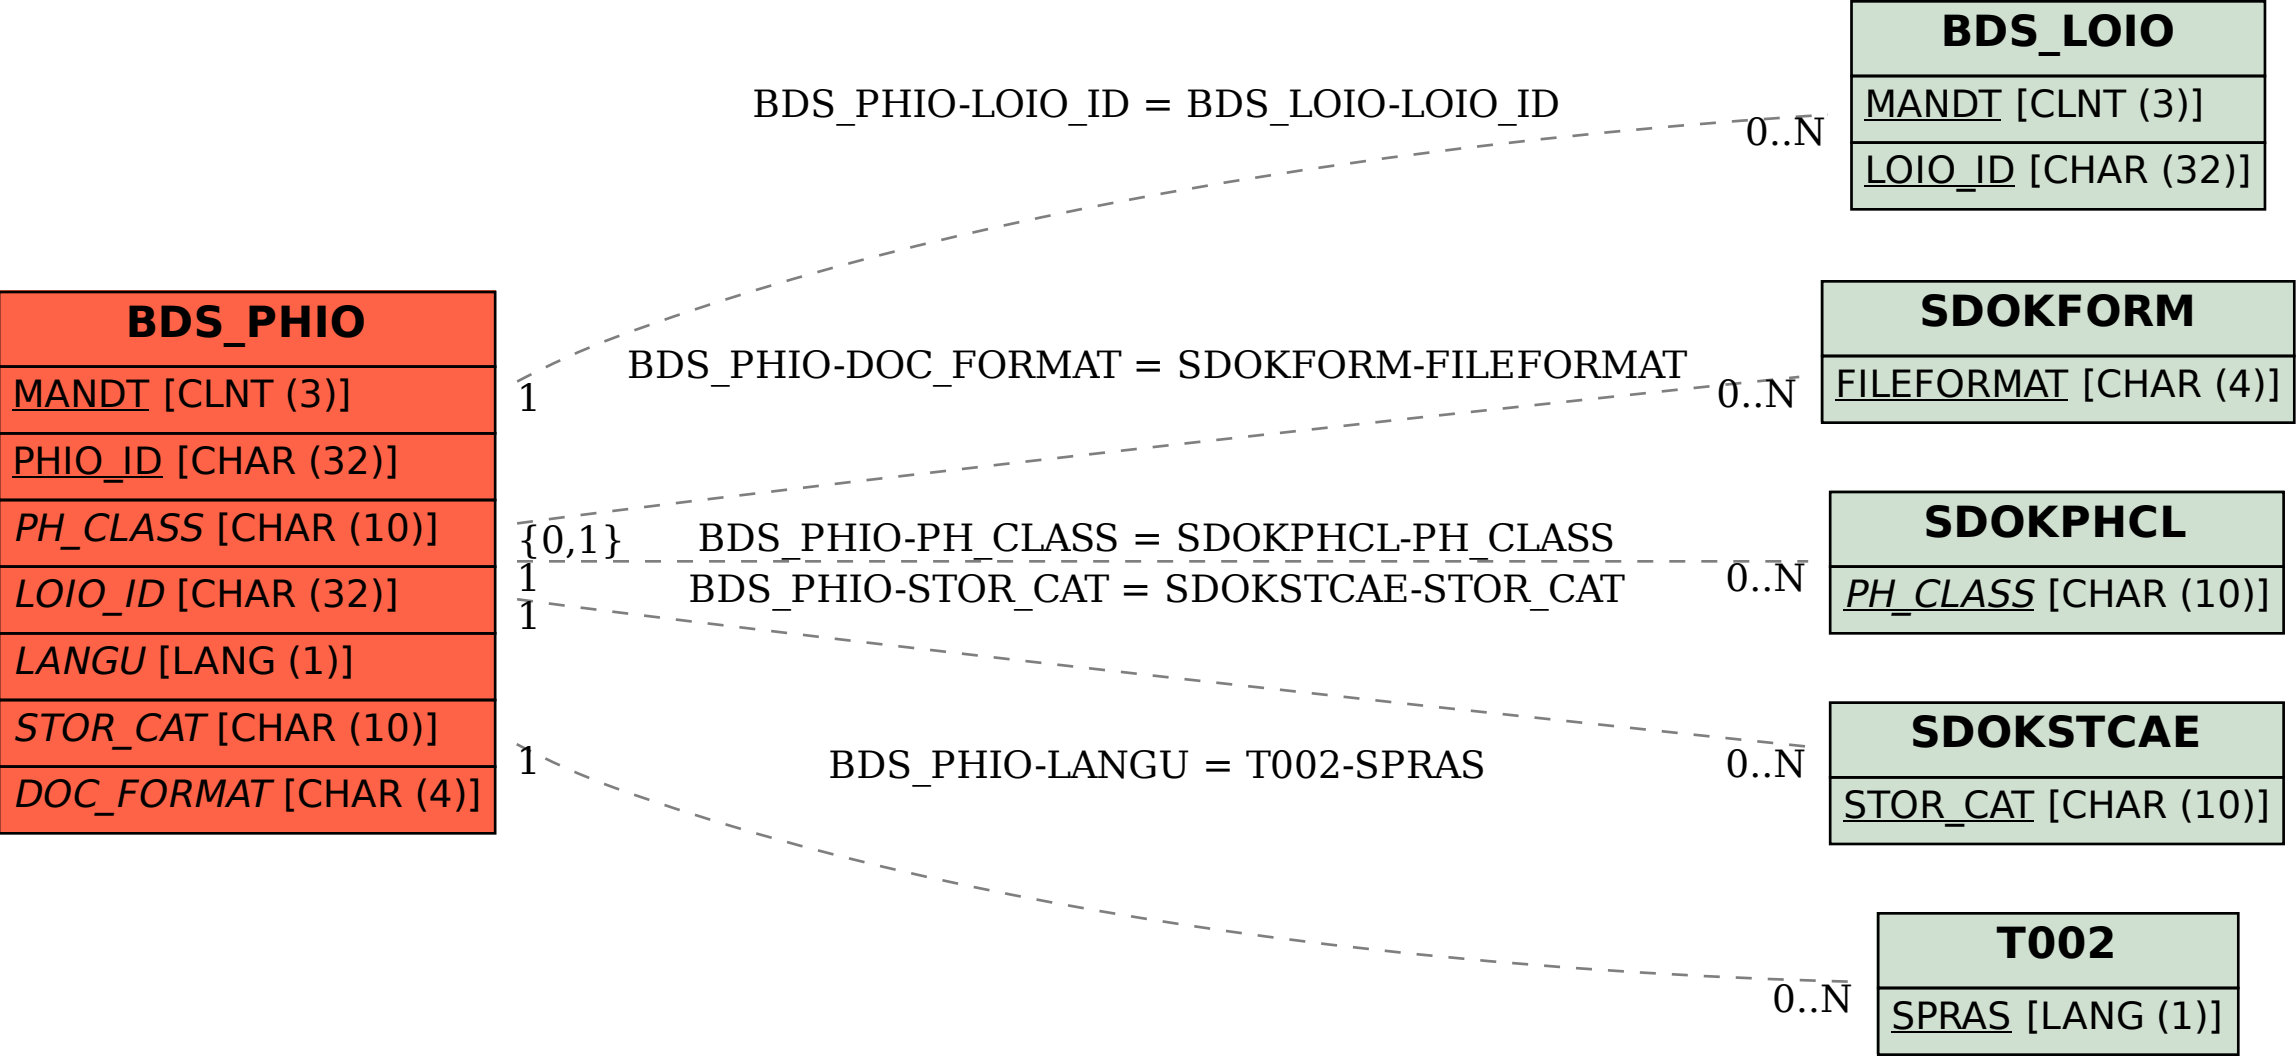 BDS_PHIO
MANDT [CLNT (3)]
PHIO_ID [CHAR (32)]
PH_CLASS [CHAR (10)]
LOIO_ID [CHAR (32)]
LANGU [LANG (1)]
STOR_CAT [CHAR (10)]
DOC_FORMAT [CHAR (4)]
BDS_PHIO-LOIO_ID = BDS_LOIO-LOIO_ID
0..N
1
BDS_PHIO-DOC_FORMAT = SDOKFORM-FILEFORMAT
0..N
{0,1}
BDS_PHIO-PH_CLASS = SDOKPHCL-PH_CLASS
0..N
1
BDS_PHIO-STOR_CAT = SDOKSTCAE-STOR_CAT
1
0..N
BDS_PHIO-LANGU = T002-SPRAS
1
0..N
BDS_LOIO
MANDT [CLNT (3)]
LOIO_ID [CHAR (32)]
SDOKFORM
FILEFORMAT [CHAR (4)]
SDOKPHCL
PH_CLASS [CHAR (10)]
SDOKSTCAE
STOR_CAT [CHAR (10)]
T002
SPRAS [LANG (1)]